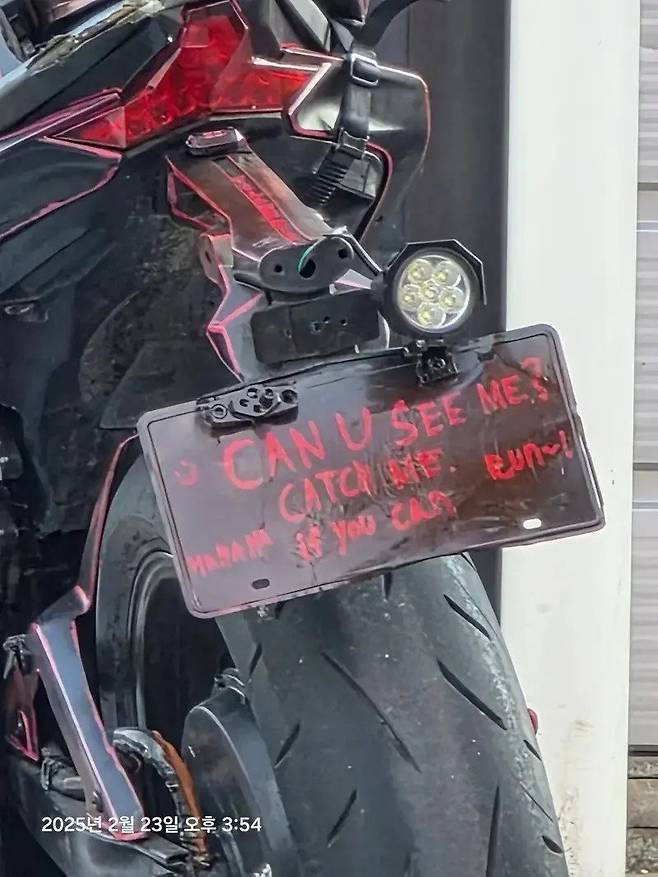 CAN U SEE ME?
CATCH ME.
IF YOU CAN
RUN~!
HAHAHA
2025년 2월 23일 오후 3:54